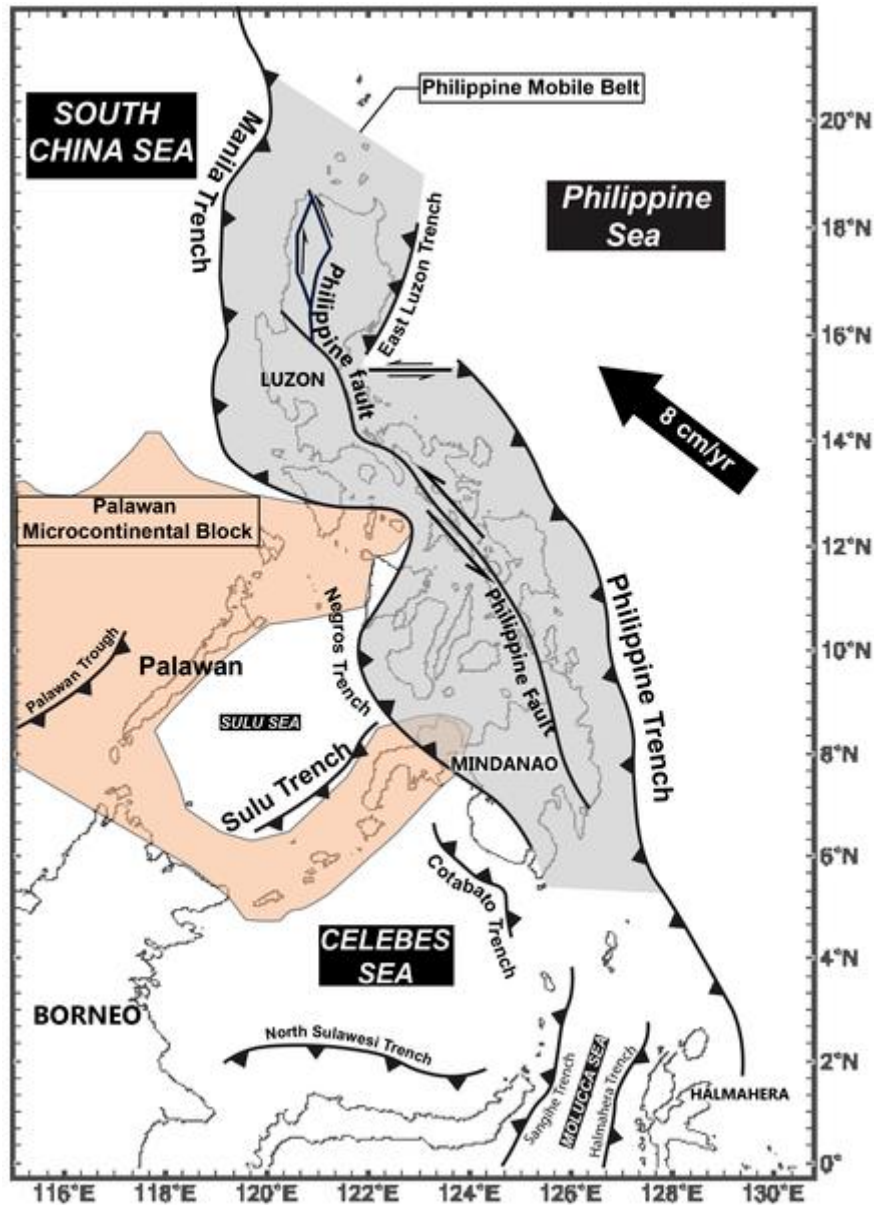 Philippine Mobile Belt
SOUTH
CHINA SEA
Manila Trench
20°N
Philippine
Sea
18°N
East Luzon Trench
Philippine fault
16°N
LUZON
8 cm/yr
14°N
Palawan
Microcontinental Block
12°N
Negros Trench
Philippine Fault
Philippine Trench
10°N
Palawan Trough
Palawan
SULU SEA
8°N
MINDANAO
Sulu Trench
6°N
Cotabato Trench
CELEBES
SEA
4°N
BORNEO
North Sulawesi Trench
Sangihe Trench
MOLUCCA SEA
Halmahera Trench
2°N
HALMAHERA
0°
116°E
118°E
120°E
122°E
124°E
126°E
128°E
130°E